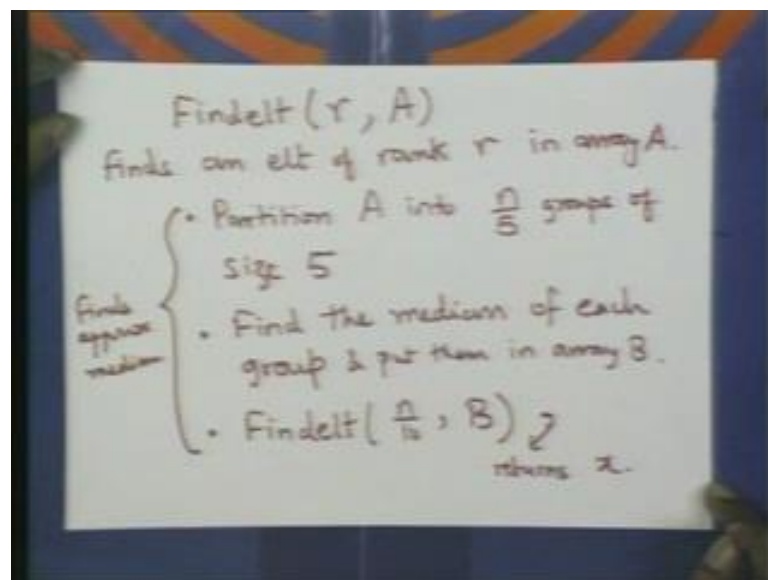 FindElt(r, A)
finds an elt of rank r in array A.
• Partition A into n/5 groups of
size 5
• Find the median of each
group & put them in array B.
finds
approx
median
• FindElt(n/10, B)
returns x.